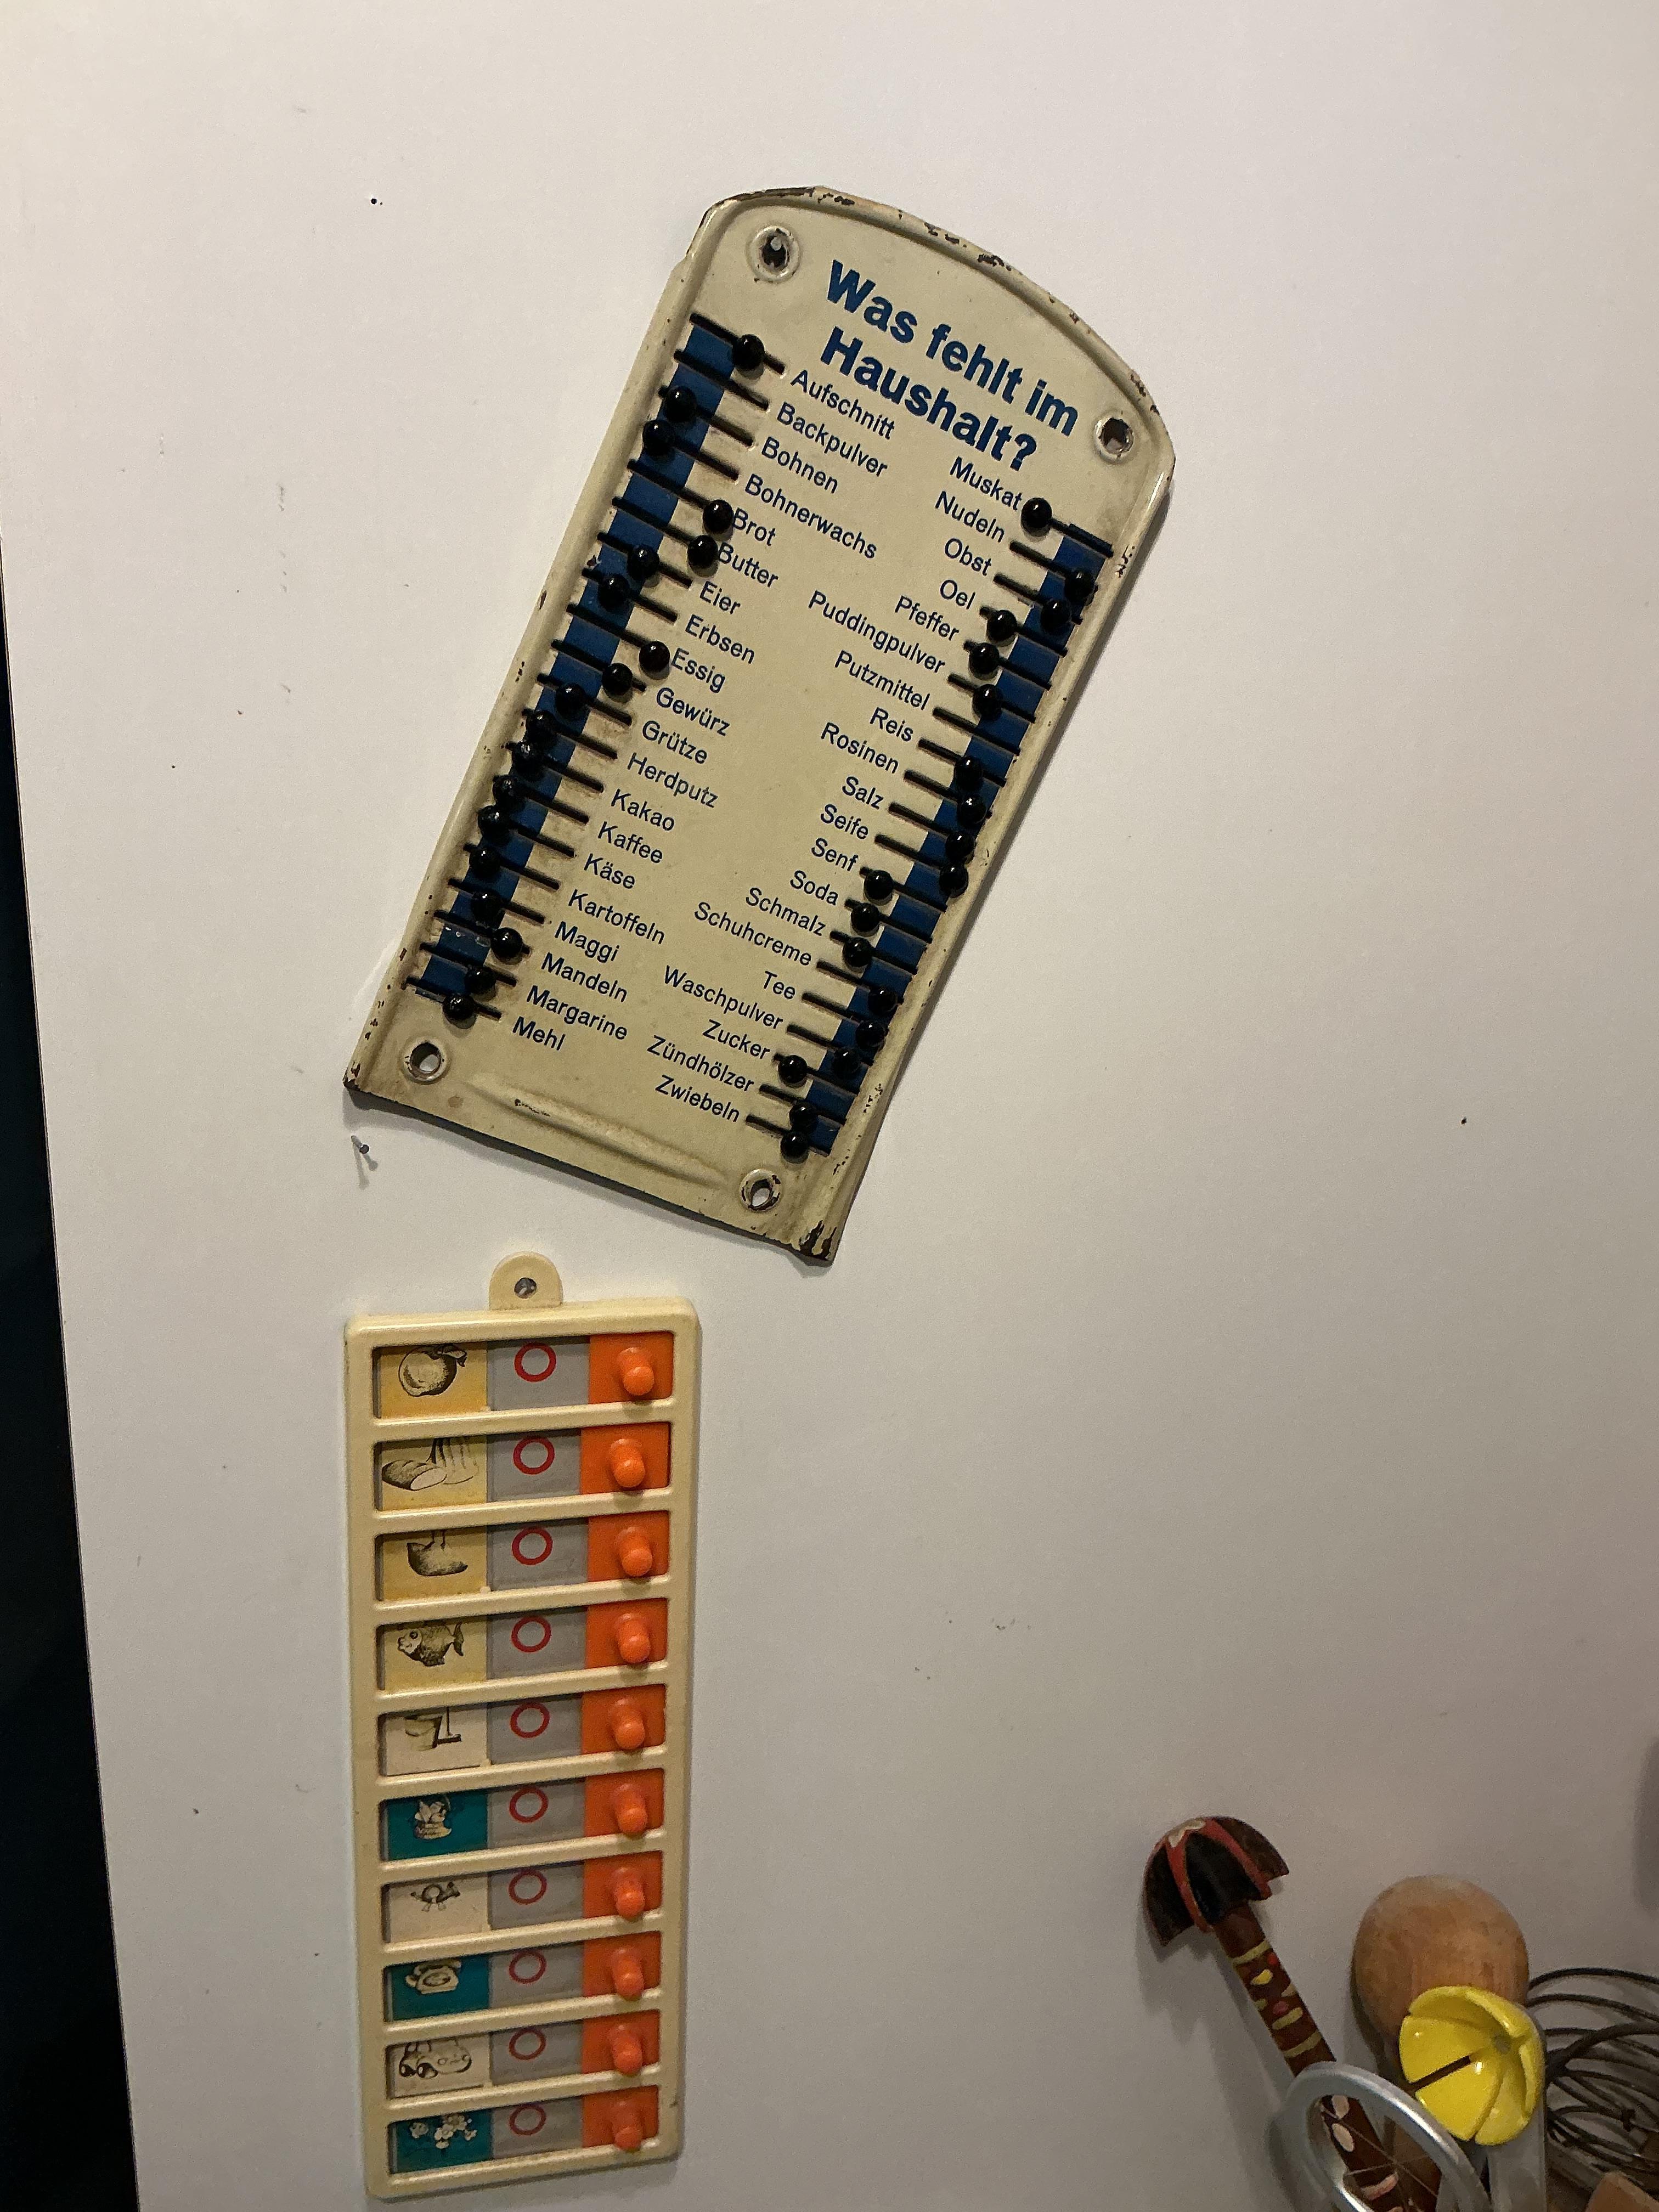 Was fehlt im
Haushalt?
Aufschnitt
Backpulver
Bohnen
Bohnerwachs
Brot
Butter
Eier
Erbsen
Essig
Gewürz
Grütze
Herdputz
Kakao
Kaffee
Käse
Kartoffeln
Maggi
Mandeln
Margarine
Mehl
Muskat
Nudeln
Obst
Oel
Pfeffer
Puddingpulver
Putzmittel
Reis
Rosinen
Salz
Seife
Senf
Soda
Schmalz
Schuhcreme
Tee
Waschpulver
Zucker
Zündhölzer
Zwiebeln